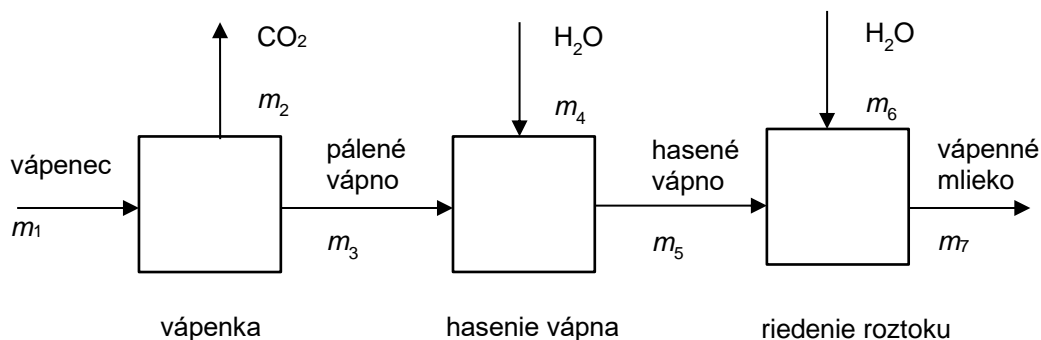 CO₂
H₂O
H₂O
m₂
m₄
m₆
vápenec
pálené
vápno
hasené
vápno
vápenné
mlieko
m₁
m₃
m₅
m₇
vápenka
hasenie vápna
riedenie roztoku